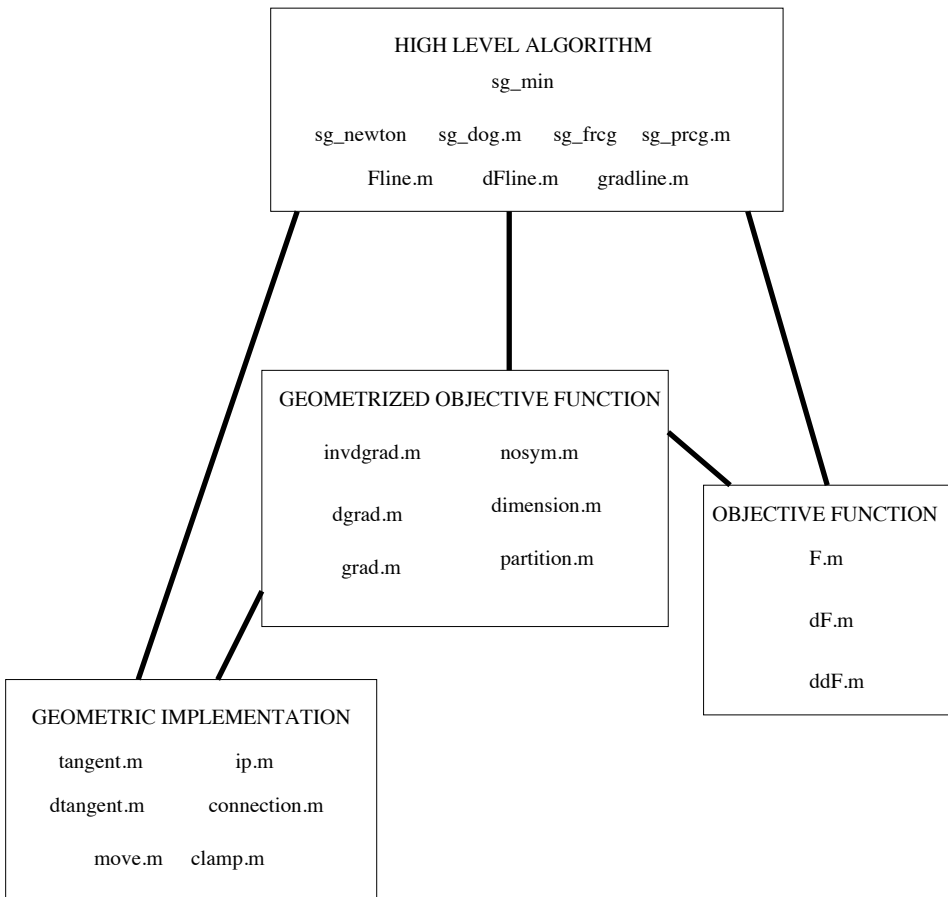 HIGH LEVEL ALGORITHM
sg_min
sg_newton sg_dog.m sg_frcg sg_prcg.m
Fline.m dFline.m gradline.m
GEOMETRIZED OBJECTIVE FUNCTION
invdgrad.m nosym.m
dgrad.m dimension.m
grad.m partition.m
OBJECTIVE FUNCTION
F.m
dF.m
ddF.m
GEOMETRIC IMPLEMENTATION
tangent.m ip.m
dtangent.m connection.m
move.m clamp.m